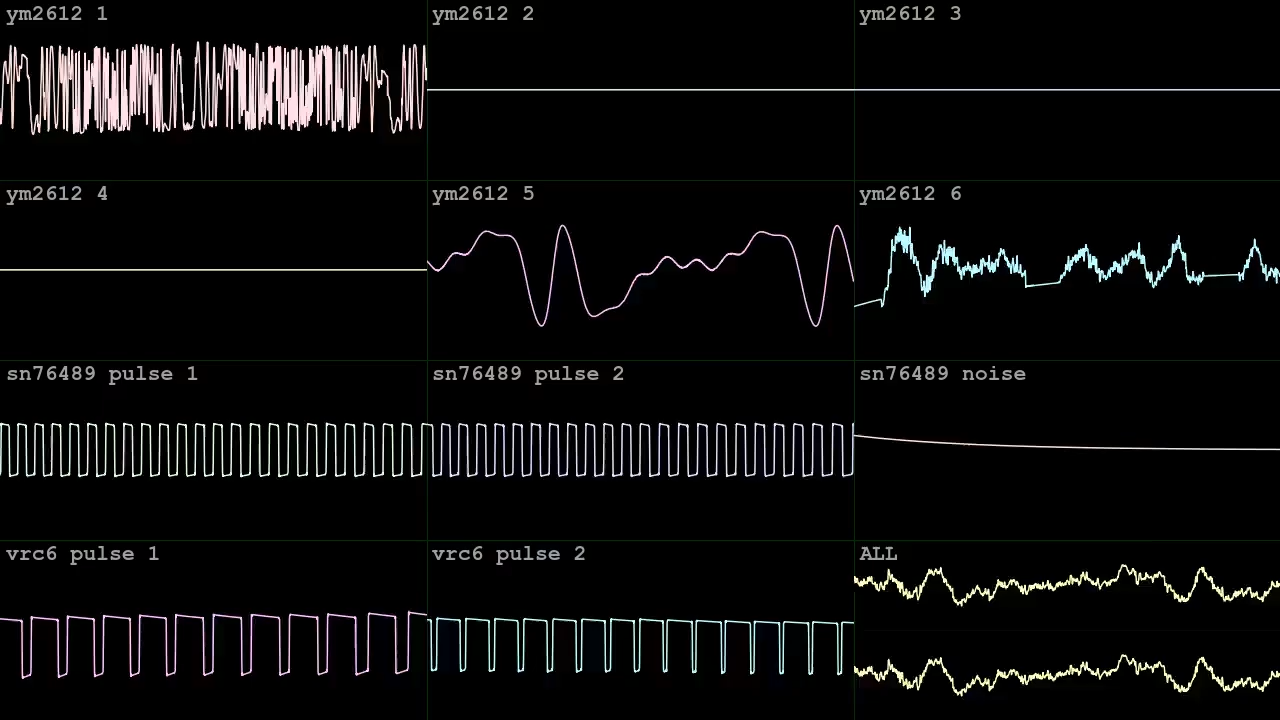 ym2612 1
ym2612 2
ym2612 3
ym2612 4
ym2612 5
ym2612 6
sn76489 pulse 1
sn76489 pulse 2
sn76489 noise
vrc6 pulse 1
vrc6 pulse 2
ALL